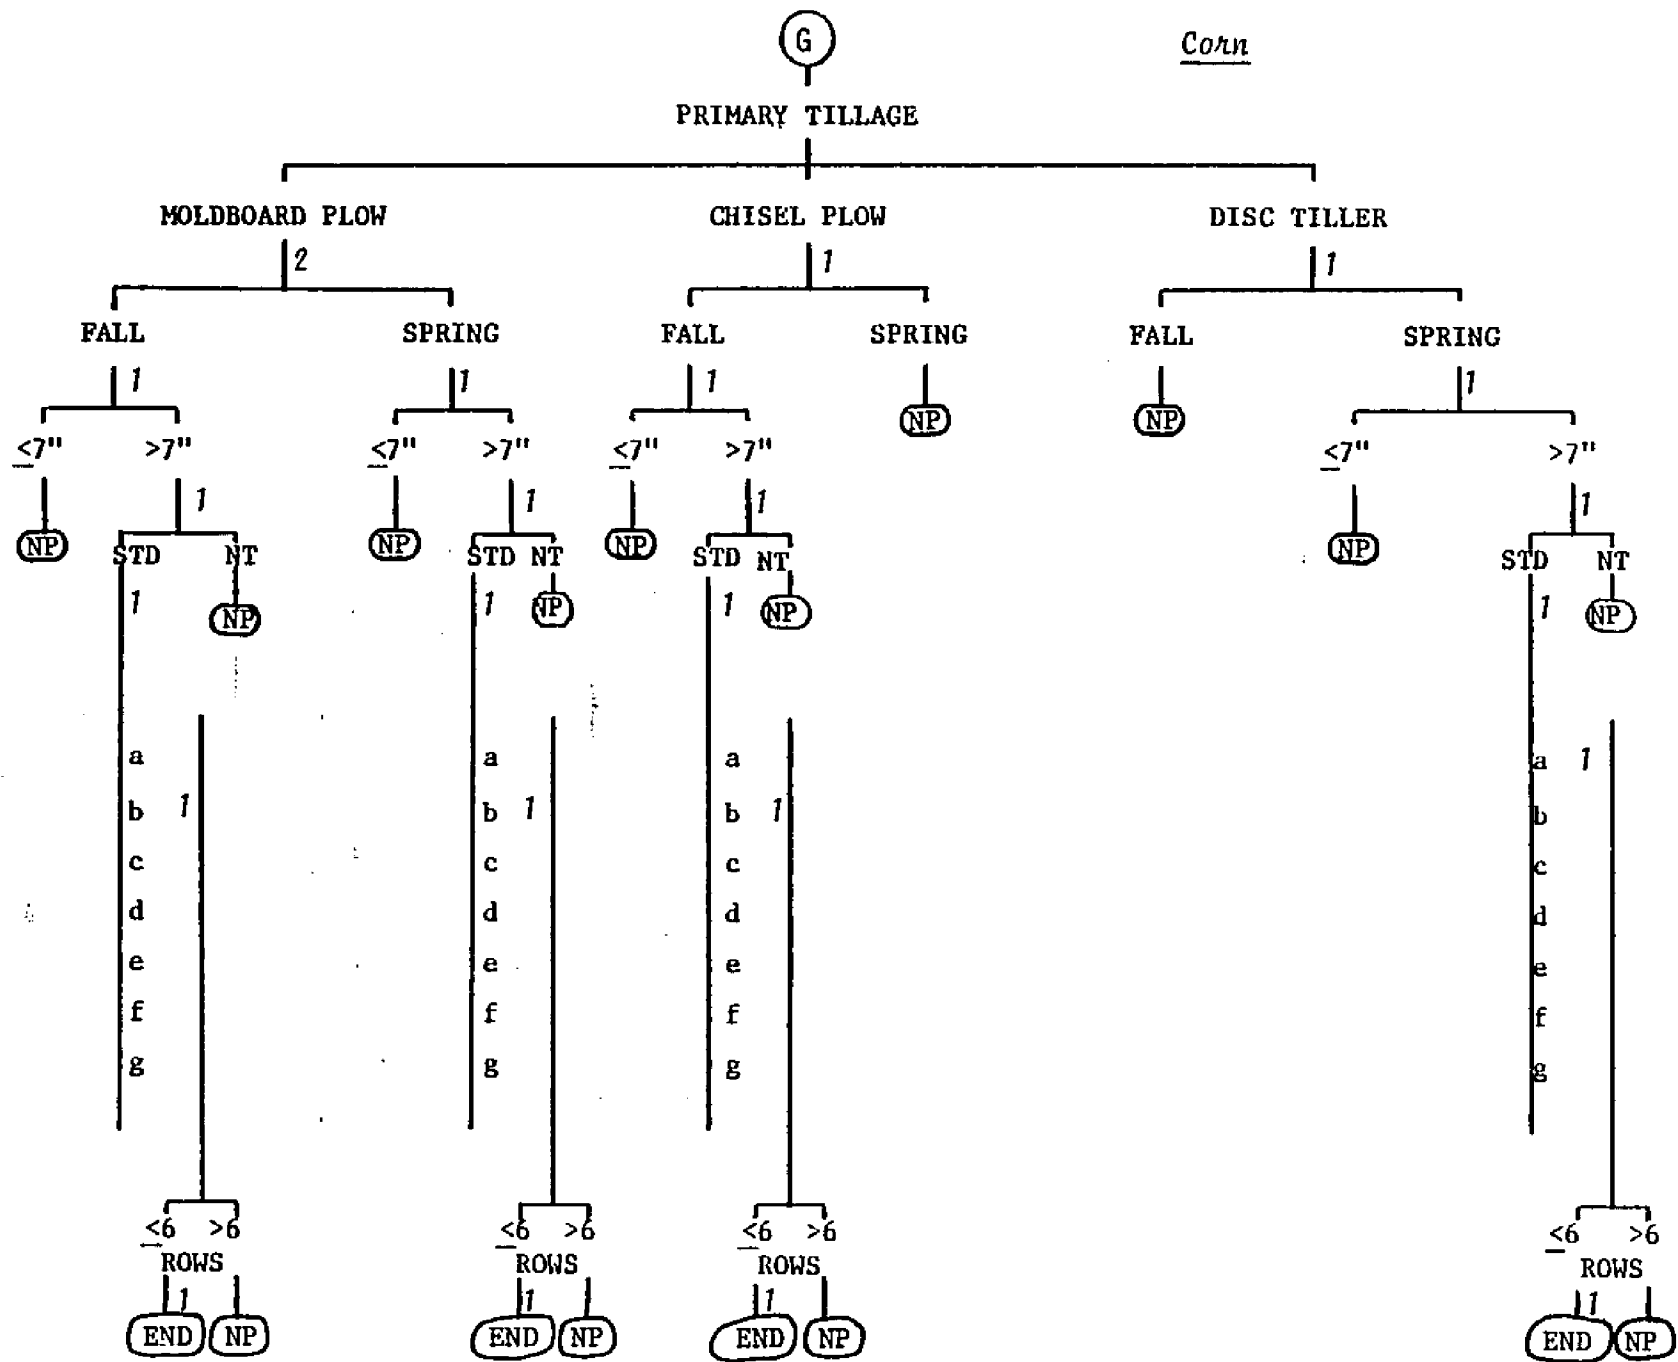 G Corn
PRIMARY TILLAGE
MOLDBOARD PLOW CHISEL PLOW DISC TILLER
2 1 1
FALL SPRING FALL SPRING FALL SPRING
1 1 1 NP NP 1
≤7" >7" ≤7" >7" ≤7" >7" ≤7" >7"
1 1 1 1
NP STD NT NP STD NT NP STD NT NP STD NT
1 NP 1 NP 1 NP 1 NP
a a a a 1
b 1 b 1 b 1 b
c c c c
d d d d
e e e e
f f f f
g g g g
≤6 >6 ≤6 >6 ≤6 >6 ≤6 >6
ROWS ROWS ROWS ROWS
1 1 1 1
END NP END NP END NP END NP